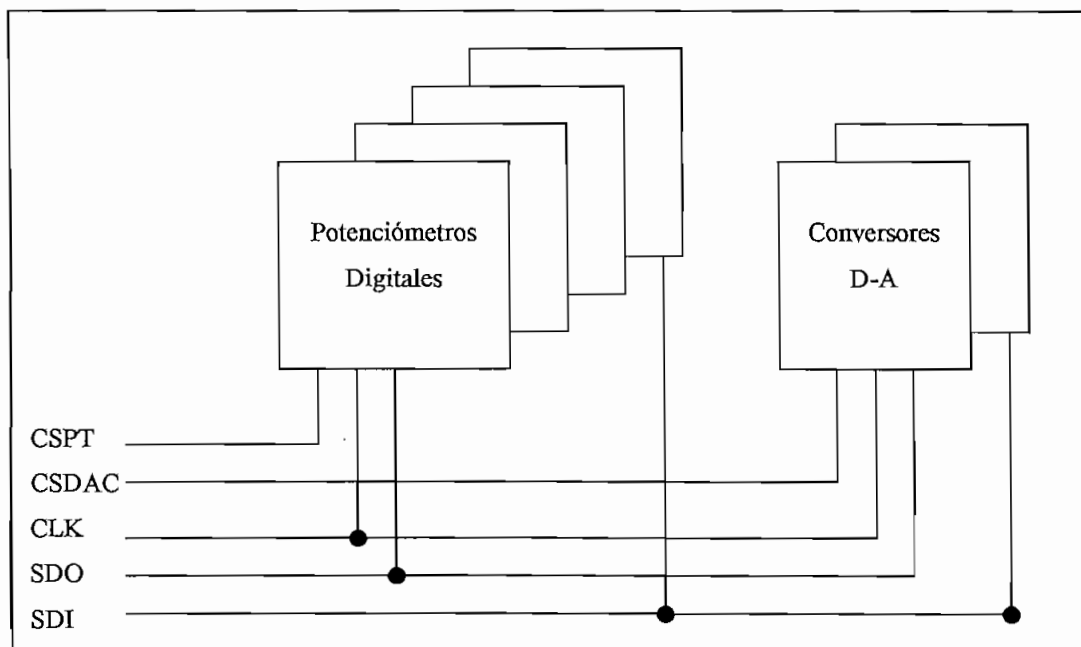 Potenciómetros
Digitales
Conversores
D-A
CSPT
CSDAC
CLK
SDO
SDI